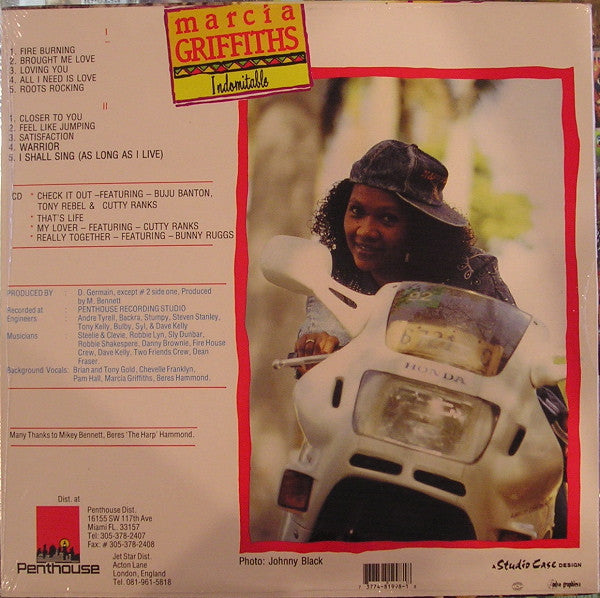 marcía
GRIFFITHS
Indomitable
I
1. FIRE BURNING
2. BROUGHT ME LOVE
3. LOVING YOU
4. ALL I NEED IS LOVE
5. ROOTS ROCKING
II
1. CLOSER TO YOU
2. FEEL LIKE JUMPING
3. SATISFACTION
4. WARRIOR
5. I SHALL SING (AS LONG AS I LIVE)
CD * CHECK IT OUT –FEATURING – BUJU BANTON,
TONY REBEL & CUTTY RANKS
* THAT'S LIFE
* MY LOVER – FEATURING – CUTTY RANKS
* REALLY TOGETHER – FEATURING – BUNNY RUGGS
PRODUCED BY : D. Germain, except # 2 side one, Produced
by M. Bennett
Recorded at : PENTHOUSE RECORDING STUDIO
Engineers : Andre Tyrell, Backra, Stumpy, Steven Stanley,
Tony Kelly, Bulby, Syl, & Dave Kelly
Musicians : Steelie & Clevie, Robbie Lyn, Sly Dunbar,
Robbie Shakespere, Danny Brownie, Fire House
Crew, Dave Kelly, Two Friends Crew, Dean
Fraser.
Background Vocals: Brian and Tony Gold, Chevelle Franklyn,
Pam Hall, Marcia Griffiths, Beres Hammond.
Many Thanks to Mikey Bennett, Beres 'The Harp' Hammond.
Dist. at
Penthouse Dist.
16155 SW 117th Ave
Miami FL. 33157
Tel: 305-378-2407
Fax: # 305-378-2408
Jet Star Dist.
Acton Lane
London, England
Tel. 081-961-5818
Penthouse
HONDA
Photo: Johnny Black
A Studio Case DESIGN